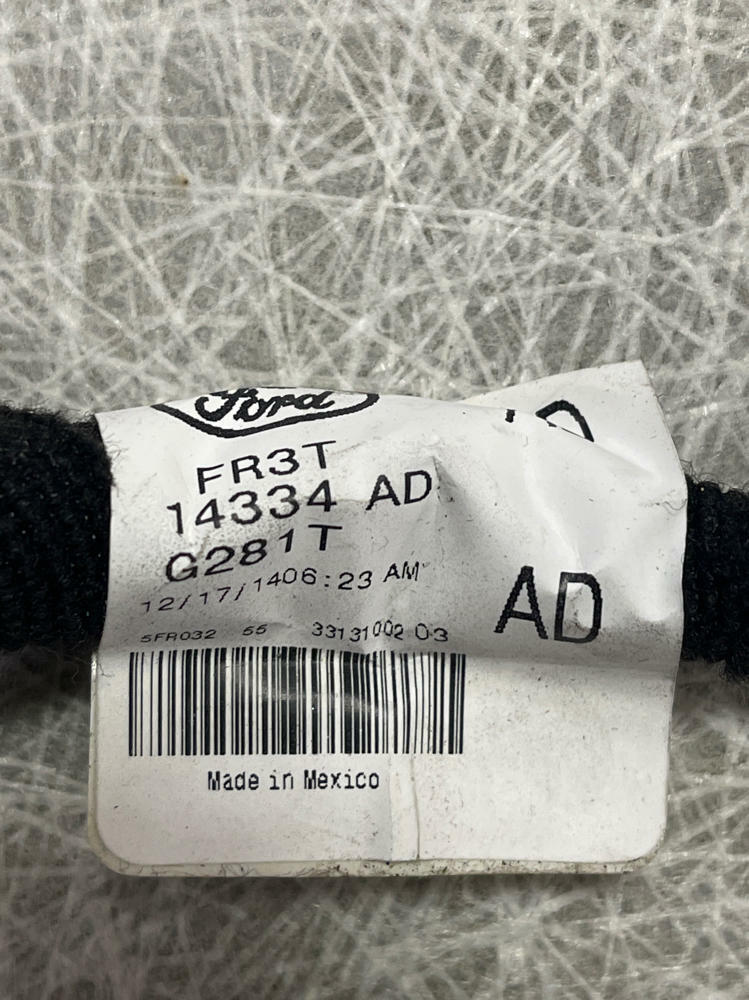 Ford
FR3T
14334 AD
G281T
12/17/1406:23 AM
5FR032 55 33131002 03
AD
Made in Mexico